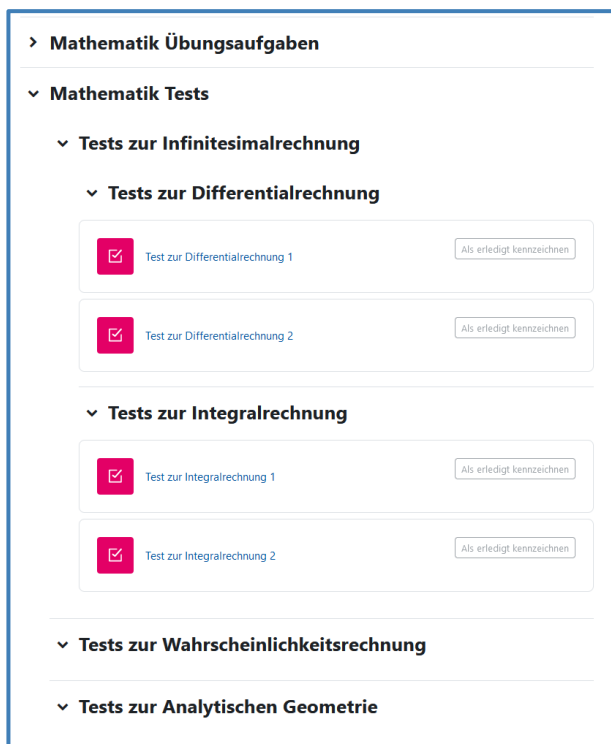 Mathematik Übungsaufgaben
Mathematik Tests
Tests zur Infinitesimalrechnung
Tests zur Differentialrechnung
Test zur Differentialrechnung 1
Als erledigt kennzeichnen
Test zur Differentialrechnung 2
Als erledigt kennzeichnen
Tests zur Integralrechnung
Test zur Integralrechnung 1
Als erledigt kennzeichnen
Test zur Integralrechnung 2
Als erledigt kennzeichnen
Tests zur Wahrscheinlichkeitsrechnung
Tests zur Analytischen Geometrie